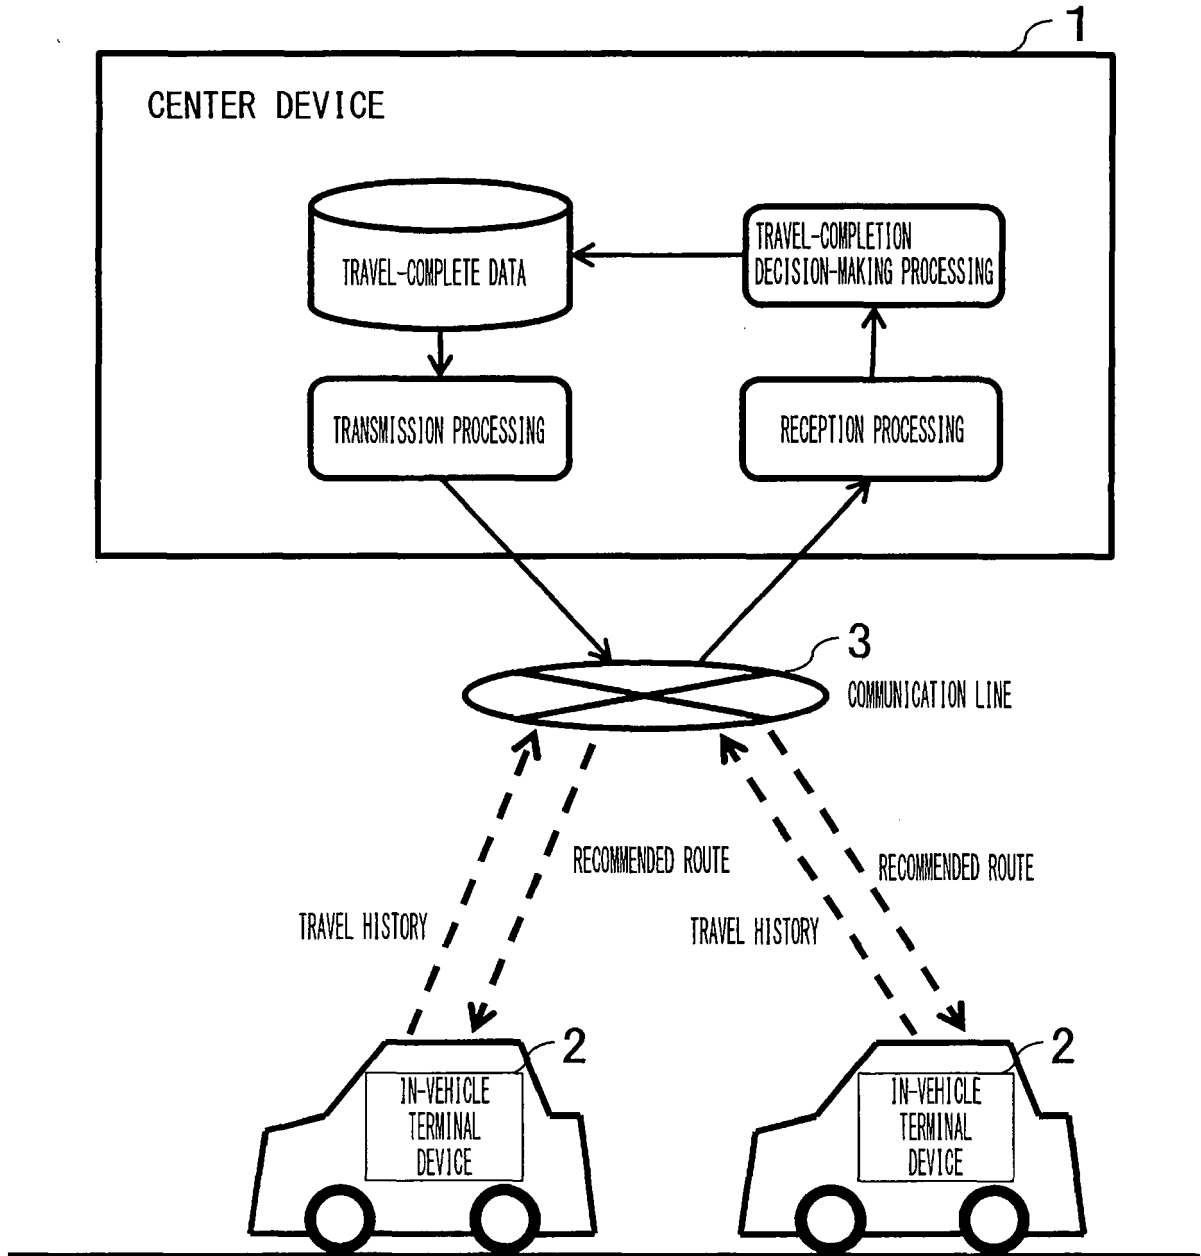 1
CENTER DEVICE
TRAVEL-COMPLETE DATA
TRAVEL-COMPLETION
DECISION-MAKING PROCESSING
TRANSMISSION PROCESSING
RECEPTION PROCESSING
3
COMMUNICATION LINE
RECOMMENDED ROUTE
RECOMMENDED ROUTE
TRAVEL HISTORY
TRAVEL HISTORY
2
2
IN-VEHICLE
TERMINAL
DEVICE
IN-VEHICLE
TERMINAL
DEVICE